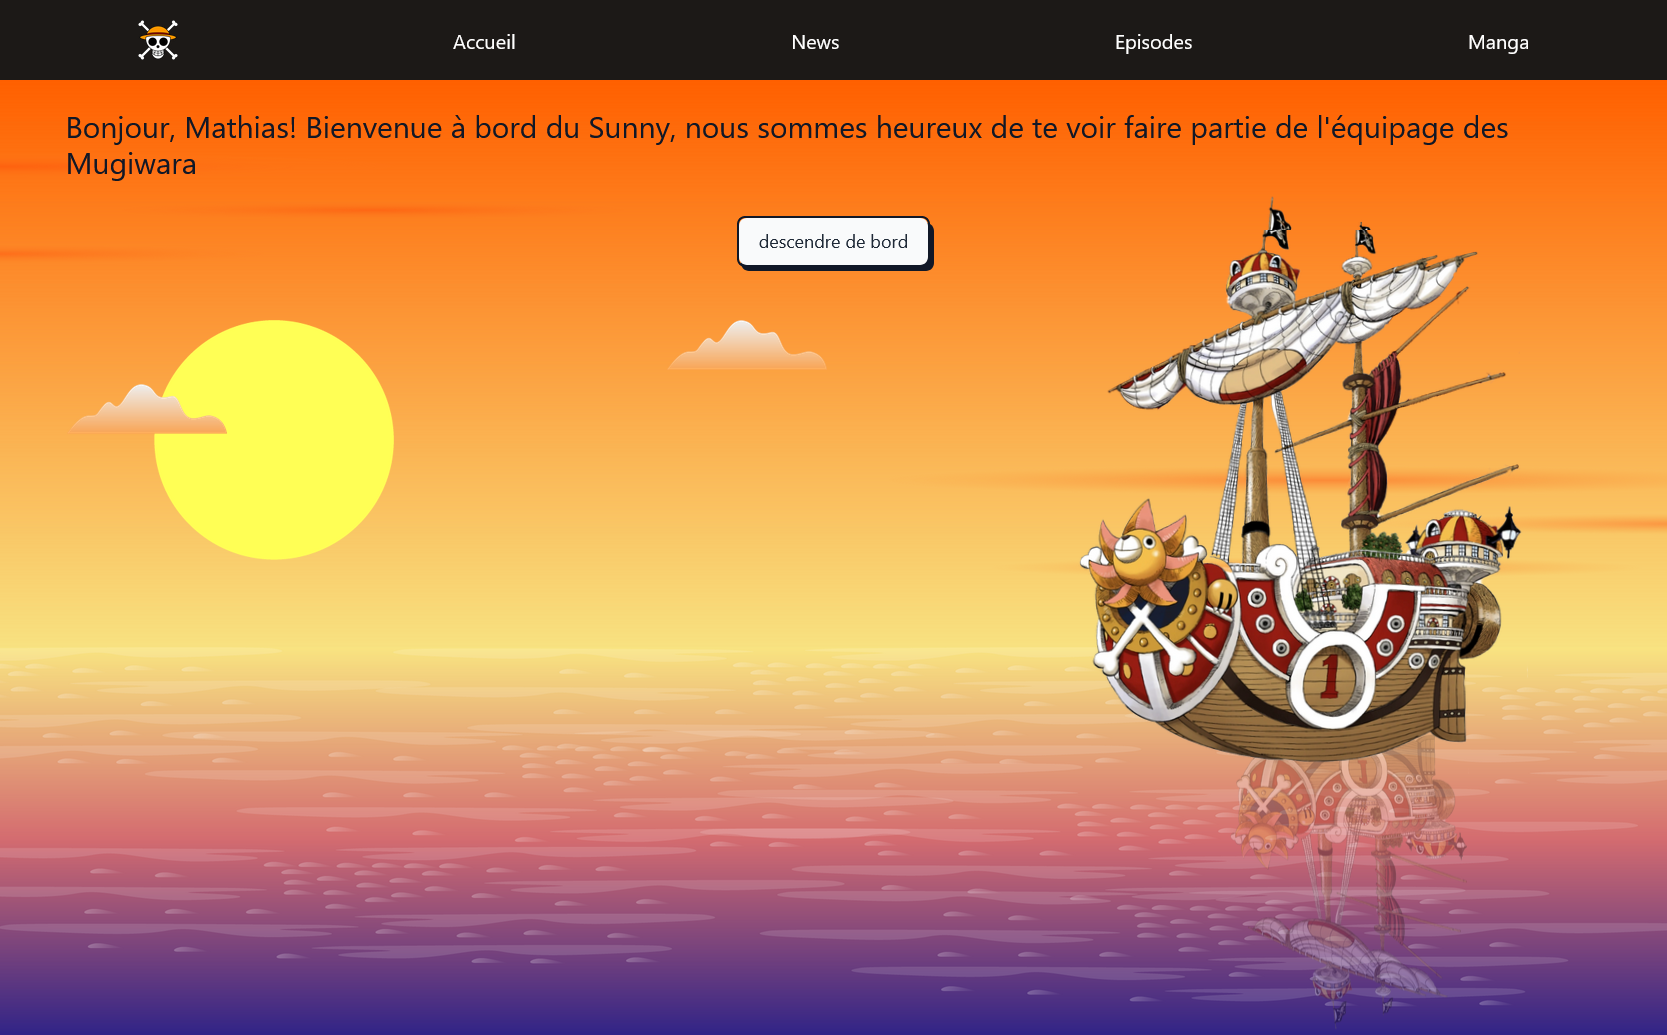 Accueil
News
Episodes
Manga
Bonjour, Mathias! Bienvenue à bord du Sunny, nous sommes heureux de te voir faire partie de l'équipage des
Mugiwara
descendre de bord
1